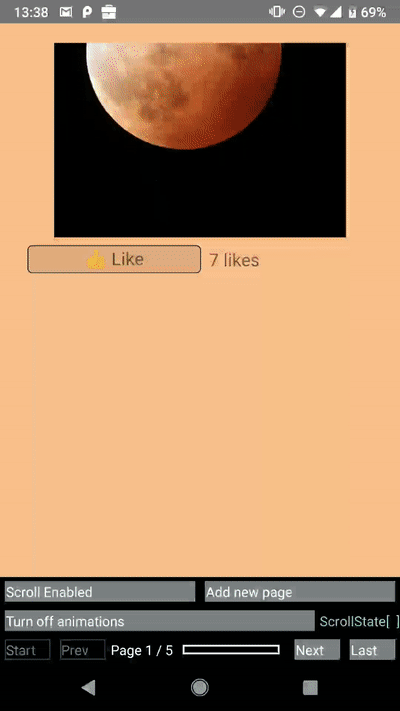 13:38 69%
👍 Like 7 likes
Scroll Enabled Add new page
Turn off animations ScrollState[ ]
Start Prev Page 1 / 5 Next Last